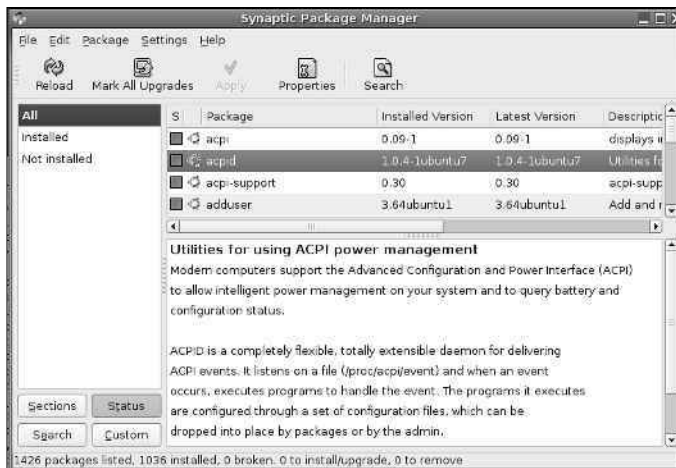 Synaptic Package Manager
File Edit Package Settings Help
Reload Mark All Upgrades Apply Properties Search
All
Installed
Not installed
S Package Installed Version Latest Version Descriptic
acpi 0.09-1 0.09-1 displays i
acpid 1.0.4-1ubuntu7 1.0.4-1ubuntu7 Utilities fo
acpi-support 0.30 0.30 acpi-supp
adduser 3.64ubuntu1 3.64ubuntu1 Add and r
Utilities for using ACPI power management
Modern computers support the Advanced Configuration and Power Interface (ACPI)
to allow intelligent power management on your system and to query battery and
configuration status.
ACPID is a completely flexible, totally extensible daemon for delivering
ACPI events. It listens on a file (/proc/acpi/event) and when an event
occurs, executes programs to handle the event. The programs it executes
are configured through a set of configuration files, which can be
dropped into place by packages or by the admin.
Sections Status
Search Custom
1426 packages listed, 1036 installed, 0 broken. 0 to install/upgrade, 0 to remove